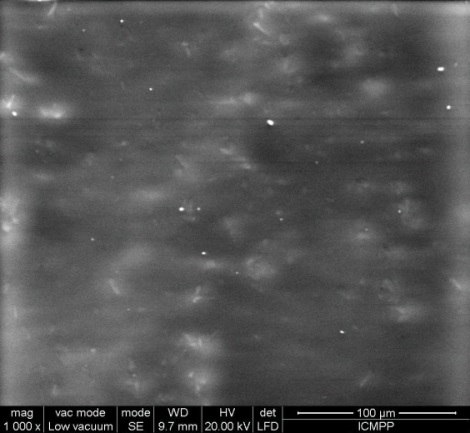 mag vac mode mode WD HV det 100 µm
1 000 x Low vacuum SE 9.7 mm 20.00 kV LFD ICMPP